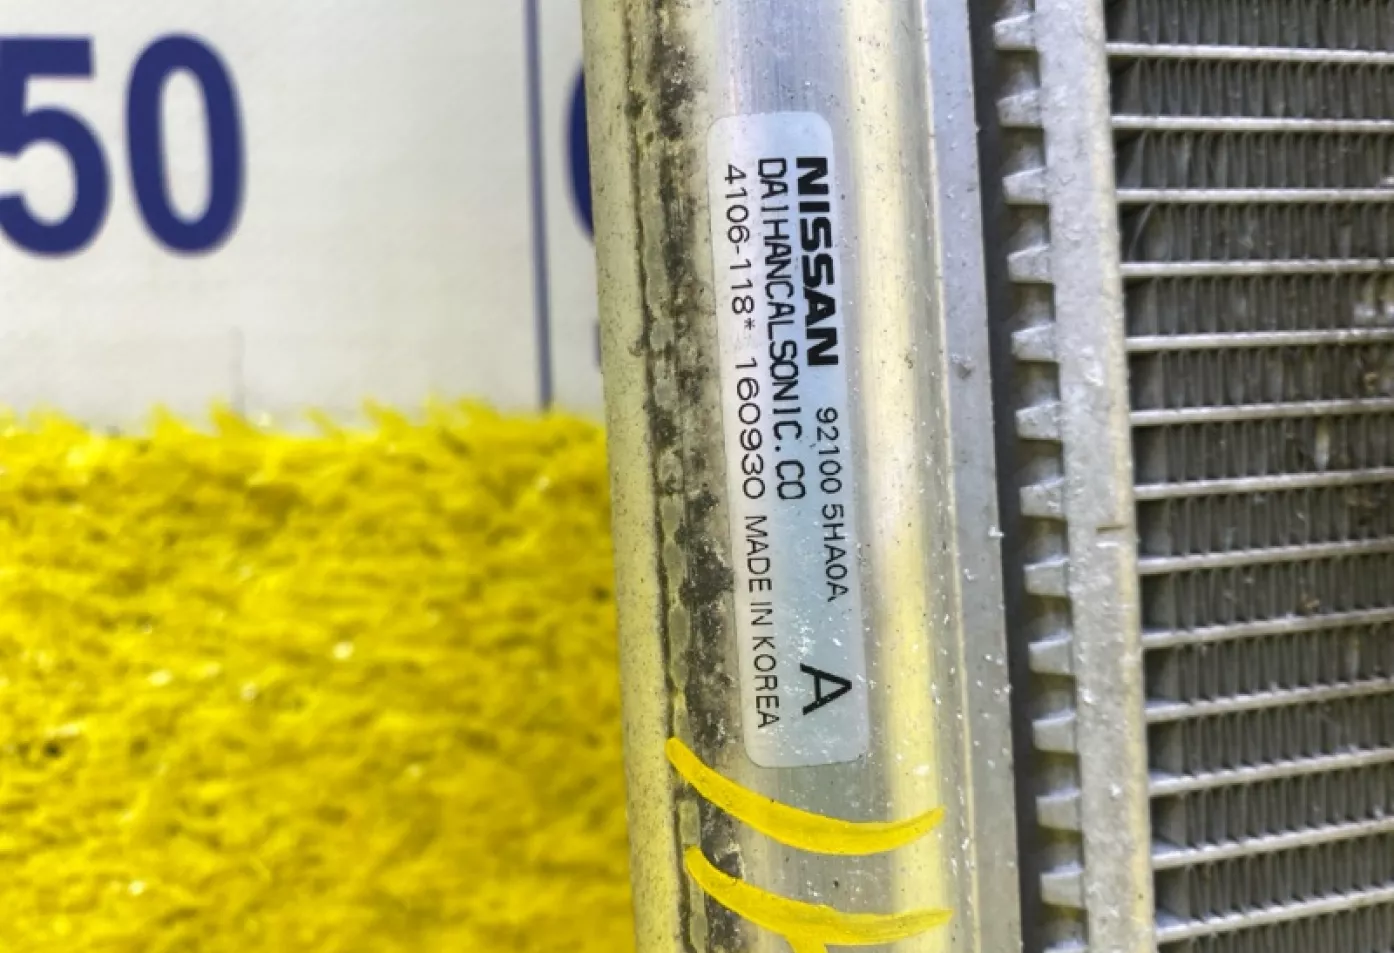 50
NISSAN 92100 5HA0A A
DAIHANCALSONIC.CO
4106-118* 160930 MADE IN KOREA